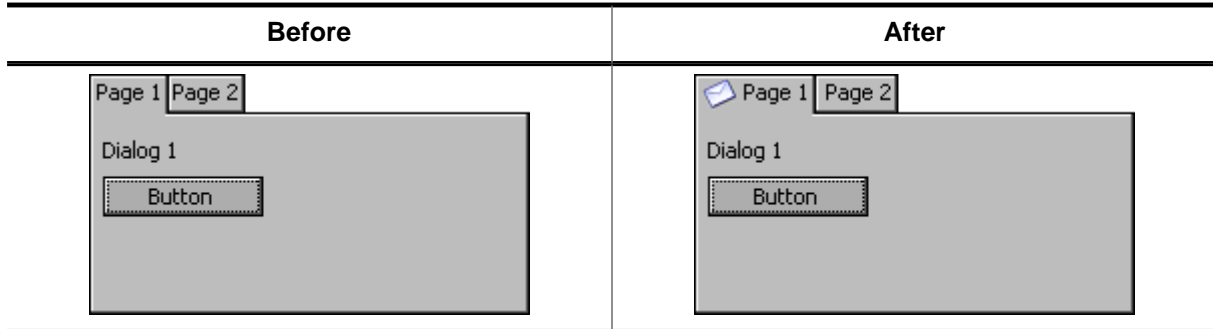 Before After
Page 1 Page 2 Page 1 Page 2
Dialog 1 Dialog 1
Button Button